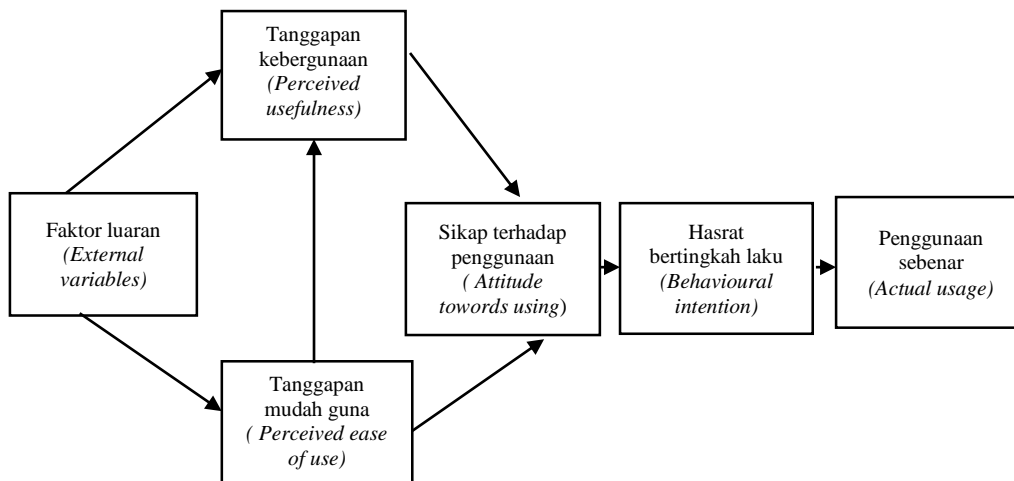 Tanggapan
kebergunaan
(Perceived
usefulness)
Faktor luaran
(External
variables)
Tanggapan
mudah guna
( Perceived ease
of use)
Sikap terhadap
penggunaan
( Attitude
towords using)
Hasrat
bertingkah laku
(Behavioural
intention)
Penggunaan
sebenar
(Actual usage)